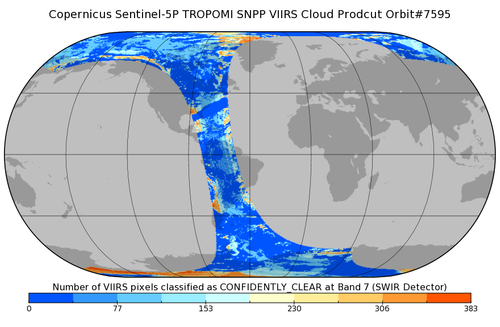 Copernicus Sentinel-5P TROPOMI SNPP VIIRS Cloud Prodcut Orbit#7595
Number of VIIRS pixels classified as CONFIDENTLY_CLEAR at Band 7 (SWIR Detector)
0 77 153 230 306 383